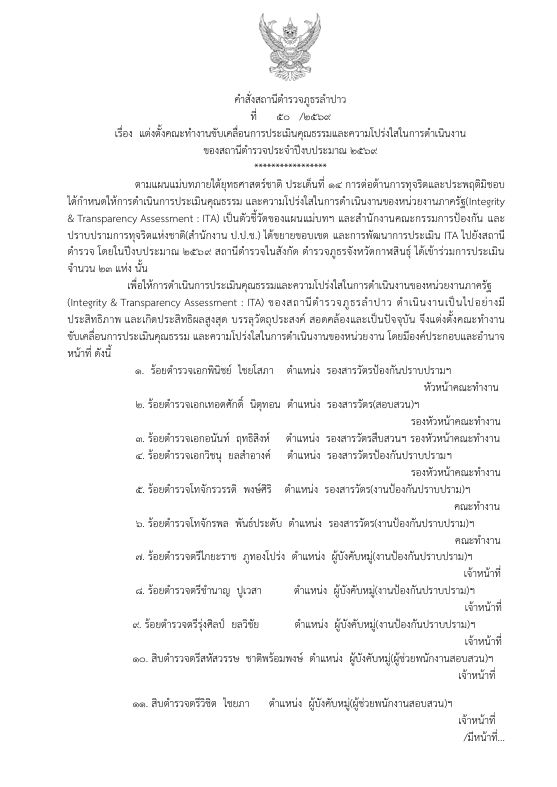 คำสั่งสถานีตำรวจภูธรลำปาว
ที่ ๕๐ /๒๕๖๙
เรื่อง แต่งตั้งคณะทำงานขับเคลื่อนการประเมินคุณธรรมและความโปร่งใสในการดำเนินงาน
ของสถานีตำรวจประจำปีงบประมาณ ๒๕๖๙
*****************
ตามแผนแม่บทภายใต้ยุทธศาสตร์ชาติ ประเด็นที่ ๑๔ การต่อต้านการทุจริตและประพฤติมิชอบ
ได้กำหนดให้การดำเนินการประเมินคุณธรรม และความโปร่งใสในการดำเนินงานของหน่วยงานภาครัฐ(Integrity
& Transparency Assessment : ITA) เป็นตัวชี้วัดของแผนแม่บทฯ และสำนักงานคณะกรรมการป้องกัน และ
ปราบปรามการทุจริตแห่งชาติ(สำนักงาน ป.ป.ช.) ได้ขยายขอบเขต และการพัฒนาการประเมิน ITA ไปยังสถานี
ตำรวจ โดยในปีงบประมาณ ๒๕๖๙ สถานีตำรวจในสังกัด ตำรวจภูธรจังหวัดกาฬสินธุ์ ได้เข้าร่วมการประเมิน
จำนวน ๒๓ แห่ง นั้น
เพื่อให้การดำเนินการประเมินคุณธรรมและความโปร่งใสในการดำเนินงานของหน่วยงานภาครัฐ
(Integrity & Transparency Assessment : ITA) ของสถานีตำรวจภูธรลำปาว ดำเนินงานเป็นไปอย่างมี
ประสิทธิภาพ และเกิดประสิทธิผลสูงสุด บรรลุวัตถุประสงค์ สอดคล้องและเป็นปัจจุบัน จึงแต่งตั้งคณะทำงาน
ขับเคลื่อนการประเมินคุณธรรม และความโปร่งใสในการดำเนินงานของหน่วยงาน โดยมีองค์ประกอบและอำนาจ
หน้าที่ ดังนี้
๑. ร้อยตำรวจเอกพินิชย์ ไชยโสภา ตำแหน่ง รองสารวัตรป้องกันปราบปรามฯ
หัวหน้าคณะทำงาน
๒. ร้อยตำรวจเอกเทอดศักดิ์ นิตุทอน ตำแหน่ง รองสารวัตร(สอบสวน)ฯ
รองหัวหน้าคณะทำงาน
๓. ร้อยตำรวจเอกอนันท์ ฤทธิสิงห์ ตำแหน่ง รองสารวัตรสืบสวนฯ รองหัวหน้าคณะทำงาน
๔. ร้อยตำรวจเอกวิชนุ ยลสำอางค์ ตำแหน่ง รองสารวัตรป้องกันปราบปรามฯ
รองหัวหน้าคณะทำงาน
๕. ร้อยตำรวจโทจักรวรรดิ พงษ์ศิริ ตำแหน่ง รองสารวัตร(งานป้องกันปราบปราม)ฯ
คณะทำงาน
๖. ร้อยตำรวจโทจักรพล พันธ์ประดับ ตำแหน่ง รองสารวัตร(งานป้องกันปราบปราม)ฯ
คณะทำงาน
๗. ร้อยตำรวจตรีไกยะราช ภูทองโปร่ง ตำแหน่ง ผู้บังคับหมู่(งานป้องกันปราบปราม)ฯ
เจ้าหน้าที่
๘. ร้อยตำรวจตรีชำนาญ ปูเวสา ตำแหน่ง ผู้บังคับหมู่(งานป้องกันปราบปราม)ฯ
เจ้าหน้าที่
๙. ร้อยตำรวจตรีรุ่งศิลป์ ยลวิชัย ตำแหน่ง ผู้บังคับหมู่(งานป้องกันปราบปราม)ฯ
เจ้าหน้าที่
๑๐. สิบตำรวจตรีสหัสวรรษ ชาติพร้อมพงษ์ ตำแหน่ง ผู้บังคับหมู่(ผู้ช่วยพนักงานสอบสวน)ฯ
เจ้าหน้าที่
๑๑. สิบตำรวจตรีวิชิต ไชยภา ตำแหน่ง ผู้บังคับหมู่(ผู้ช่วยพนักงานสอบสวน)ฯ
เจ้าหน้าที่
/มีหน้าที่...